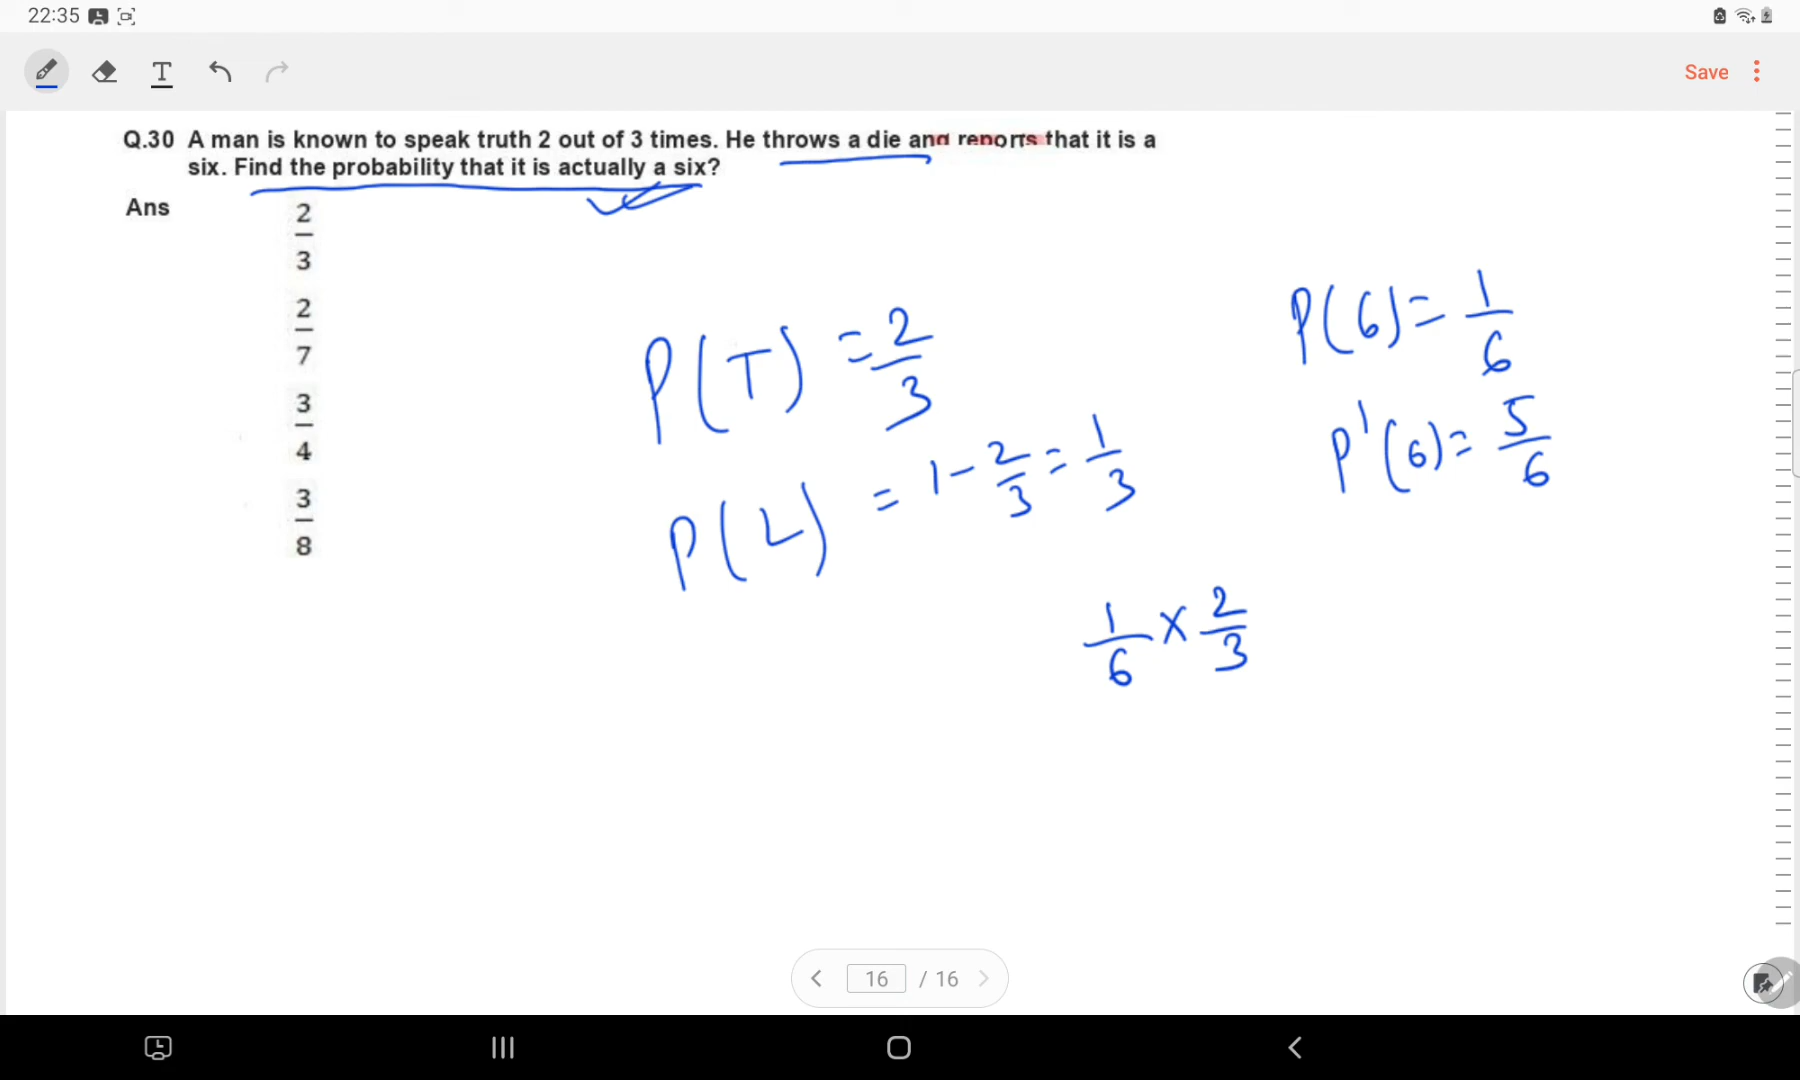 22:35
Save
Q.30 A man is known to speak truth 2 out of 3 times. He throws a die and reports that it is a
six. Find the probability that it is actually a six?
Ans
2/3
2/7
3/4
3/8
P(T) = 2/3
P(L) = 1 - 2/3 = 1/3
P(6) = 1/6
P'(6) = 5/6
1/6 × 2/3
16 / 16